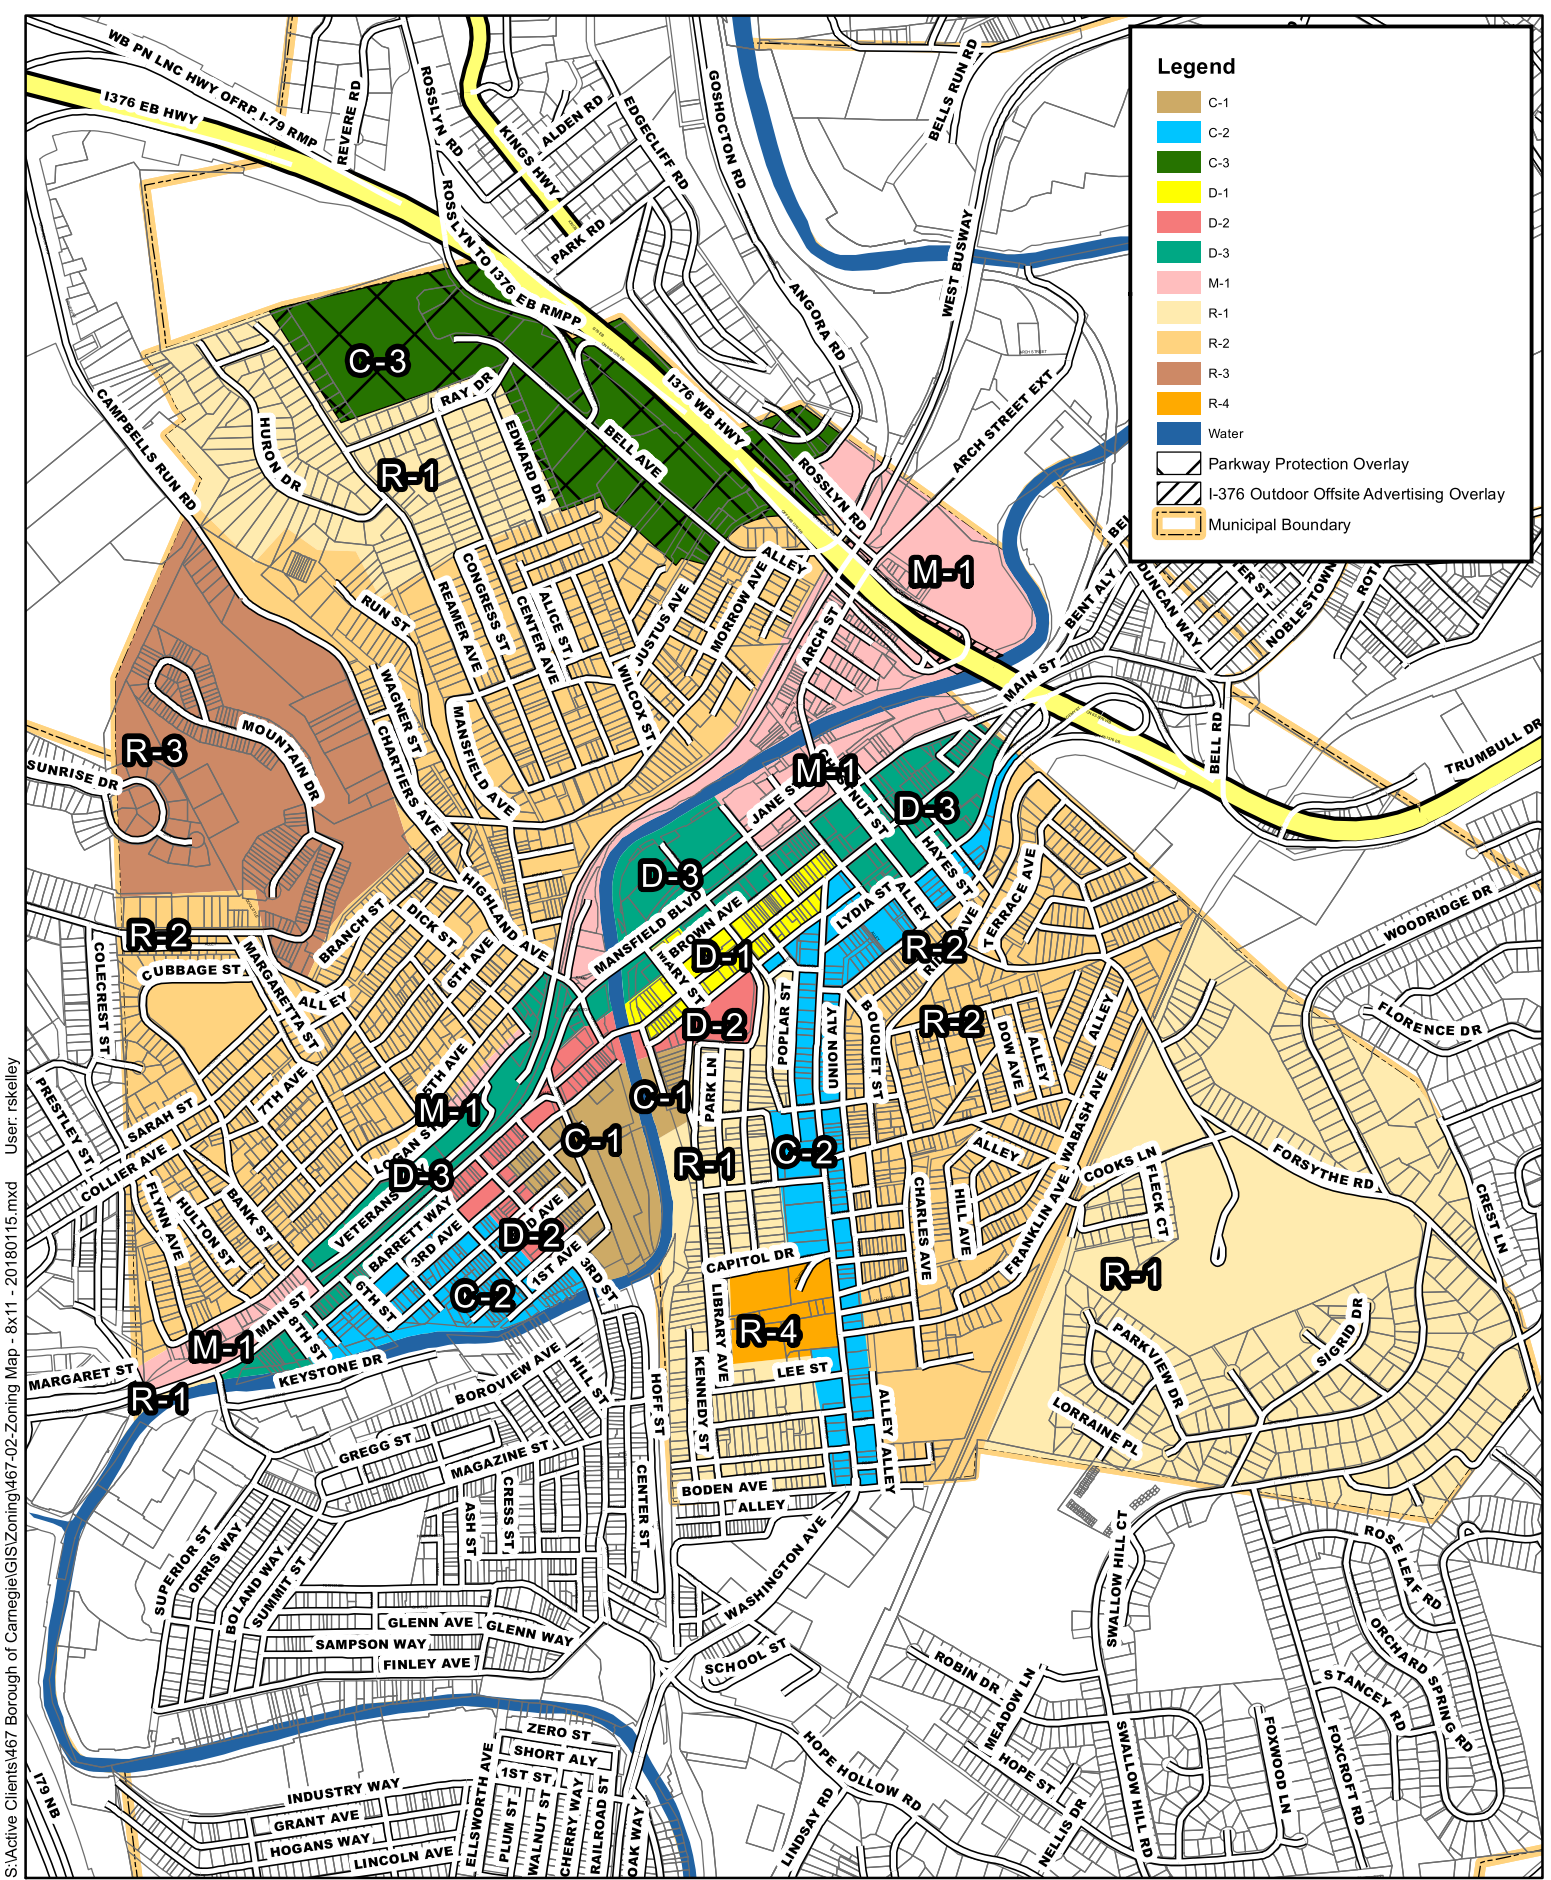 WB PN LNC HWY OFRP I-79 RMP
I376 EB HWY
REVERE RD
ROSSLYN RD
KINGS HWY
ALDEN RD
EDGECLIFF RD
GOSHOCTON RD
BELLS RUN RD
PARK RD
ROSSLYN TO I376 EB RMPP
WEST BUSWAY
ANGORA RD
ARCH STREET EXT
Legend
C-1
C-2
C-3
D-1
D-2
D-3
M-1
R-1
R-2
R-3
R-4
Water
Parkway Protection Overlay
I-376 Outdoor Offsite Advertising Overlay
Municipal Boundary
C-3
RAY DR
I376 WB HWY
CAMPBELLS RUN RD
HURON DR
R-1
EDWARD DR
BELL AVE
ROSSLYN RD
M-1
ALLEY
MORROW AVE
JUSTUS AVE
ARCH ST
RUN ST
REAMER AVE
CONGRESS ST
CENTER AVE
ALICE ST
WILCOX ST
BENT ALY
DUNCAN WAY
NOBLESTOWN
MAIN ST
BELL RD
TRUMBULL DR
WAGNER ST
CHARTIERS AVE
MANSFIELD AVE
MOUNTAIN DR
R-3
SUNRISE DR
M-1
JANE S
NUT ST
D-3
HAYES ST
D-3
MANSFIELD BLVD
BROWN AVE
D-1
MARY ST
LYDIA ST
ALLEY
R-2
TERRACE AVE
WOODRIDGE DR
FLORENCE DR
HIGHLAND AVE
BRANCH ST
DICK ST
6TH AVE
R-2
COLECREST ST
CUBBAGE ST
MARGARETTA ST
ALLEY
7TH AVE
5TH AVE
D-2
POPLAR ST
UNION ALY
BOUQUET ST
R-2
DOW AVE
ALLEY
ALLEY
WABASH AVE
PRESTLEY ST
SARAH ST
COLLIER AVE
M-1
LOGAN S
D-3
VETERANS
C-1
C-1
PARK LN
R-1
C-2
ALLEY
COOKS LN
FLECK CT
FORSYTHE RD
CREST LN
FLYNN AVE
HULTON ST
BANK ST
BARRETT WAY
3RD AVE
D-2
D AVE
1ST AVE
3RD ST
C-2
6TH ST
CAPITOL DR
CHARLES AVE
HILL AVE
FRANKLIN AVE
R-1
LIBRARY AVE
R-4
LEE ST
PARKVIEW DR
SIGRID DR
LORRAINE PL
M-1
MAIN ST
8TH ST
KEYSTONE DR
MARGARET ST
R-1
BOROVIEW AVE
HILL ST
HOFF ST
KENNEDY ST
ALLEY
ALLEY
GREGG ST
MAGAZINE ST
BODEN AVE
ALLEY
CENTER ST
CRESS ST
ASH ST
WASHINGTON AVE
SWALLOW HILL CT
ROSE LEAF RD
SUPERIOR ST
ORRIS WAY
BOLAND WAY
SUMMIT ST
GLENN AVE
GLENN WAY
SAMPSON WAY
FINLEY AVE
SCHOOL ST
ROBIN DR
MEADOW LN
ORCHARD SPRING RD
STANCEY RD
HOPE HOLLOW RD
HOPE ST
NELLIS DR
SWALLOW HILL RD
FOXWOOD LN
FOXCROFT RD
LINDSAY RD
ZERO ST
SHORT ALY
1ST ST
ELLSWORTH AVE
PLUM ST
WALNUT ST
CHERRY WAY
RAILROAD ST
OAK WAY
INDUSTRY WAY
GRANT AVE
HOGANS WAY
LINCOLN AVE
I79 NB
S:\Active Clients\467 Borough of Carnegie\GIS\Zoning\467-02-Zoning Map - 8x11 - 20180115.mxd User: rskelley